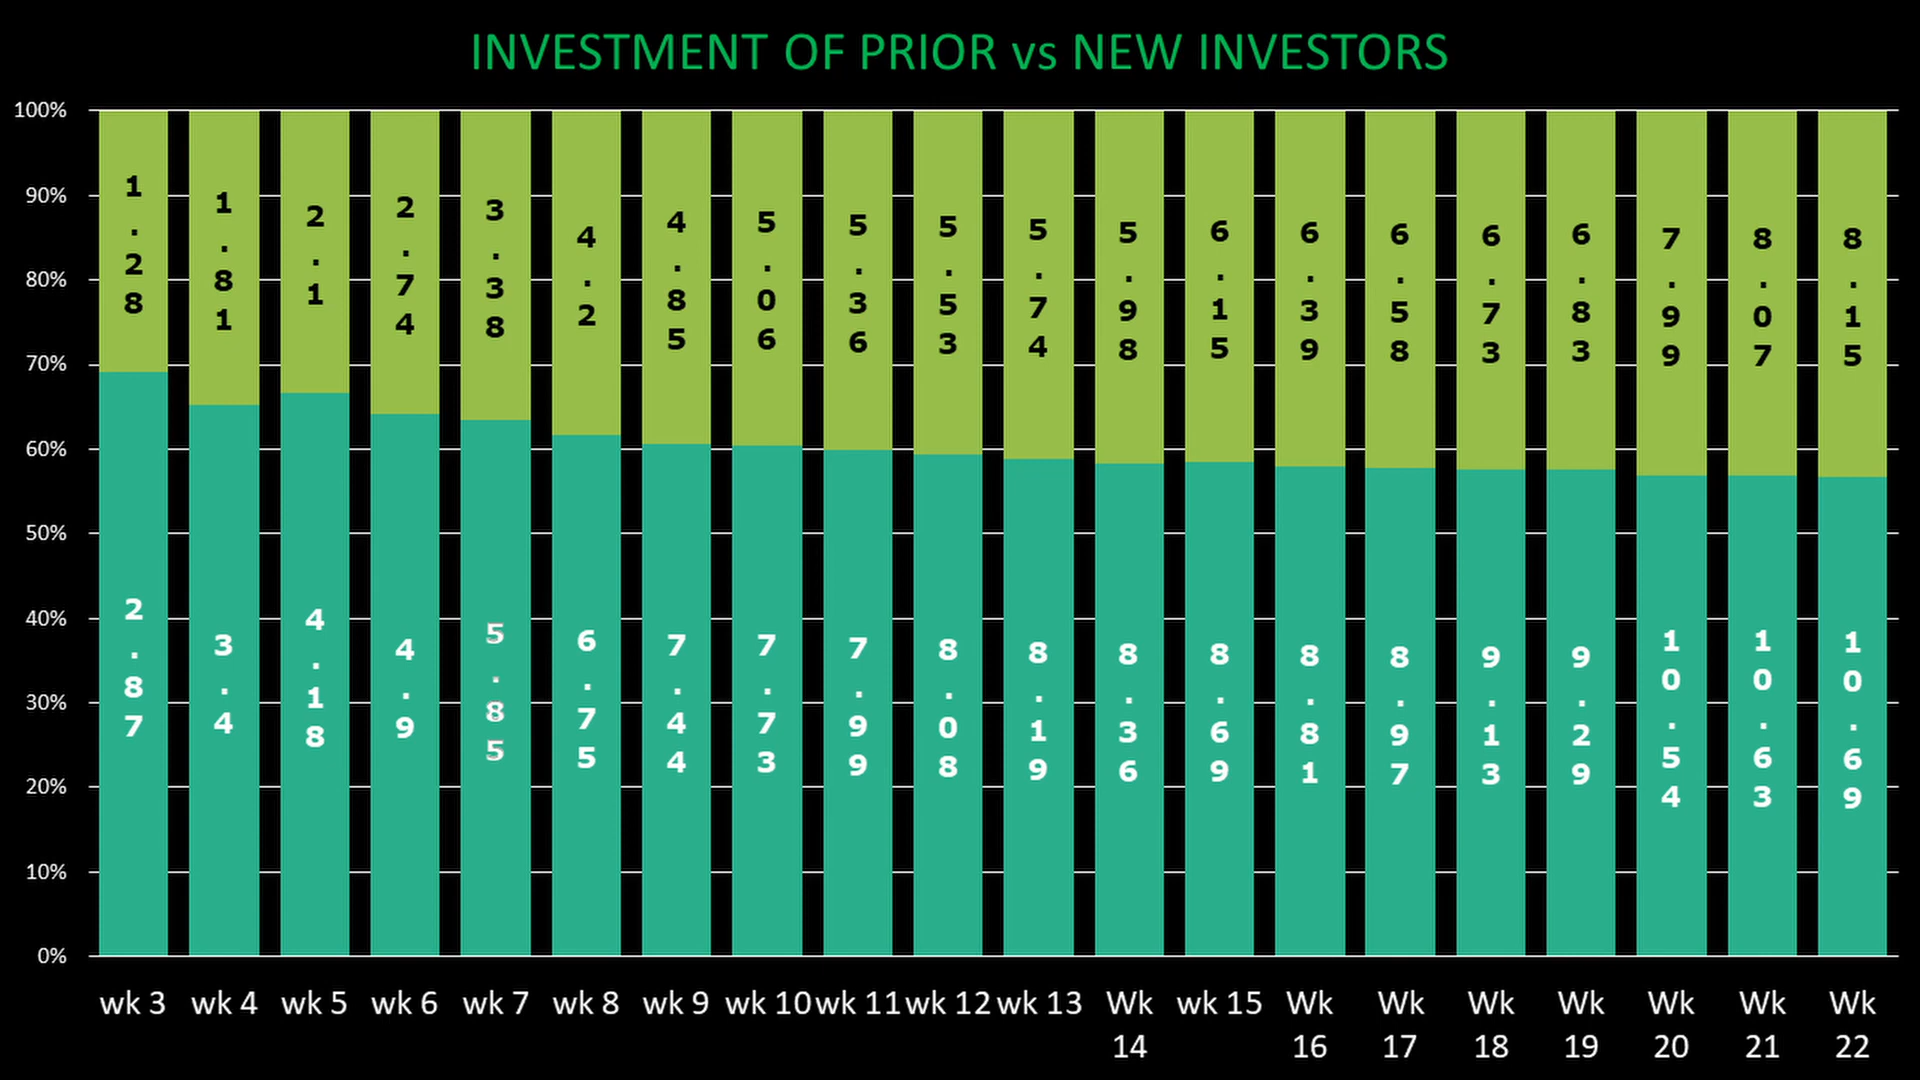 INVESTMENT OF PRIOR vs NEW INVESTORS
100%
90%
80%
70%
60%
50%
40%
30%
20%
10%
0%
1.28
1.81
2.1
2.74
3.38
4.2
4.85
5.06
5.36
5.53
5.74
5.98
6.15
6.39
6.58
6.73
6.83
7.99
8.07
8.15
2.87
3.4
4.18
4.9
5.85
6.75
7.44
7.73
7.99
8.08
8.19
8.36
8.69
8.81
8.97
9.13
9.29
10.54
10.63
10.69
wk 3
wk 4
wk 5
wk 6
wk 7
wk 8
wk 9
wk 10
wk 11
wk 12
wk 13
Wk
14
wk 15
Wk
16
Wk
17
Wk
18
Wk
19
Wk
20
Wk
21
Wk
22